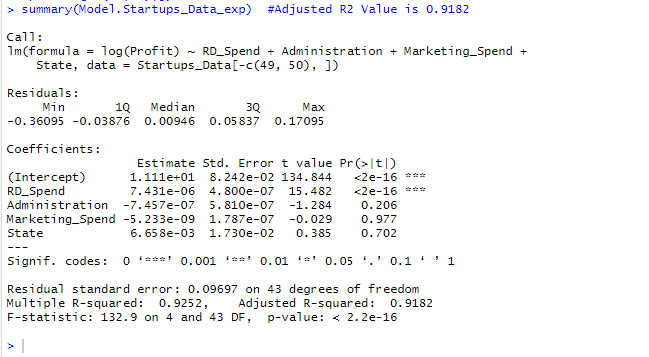 > summary(Model.Startups_Data_exp)  #Adjusted R2 Value is 0.9182
Call:
lm(formula = log(Profit) ~ RD_Spend + Administration + Marketing_Spend +
    State, data = Startups_Data[-c(49, 50), ])
Residuals:
     Min       1Q   Median       3Q      Max
-0.36095 -0.03876  0.00946  0.05837  0.17095
Coefficients:
                  Estimate Std. Error t value Pr(>|t|)
(Intercept)      1.111e+01  8.242e-02 134.844   <2e-16 ***
RD_Spend         7.431e-06  4.800e-07  15.482   <2e-16 ***
Administration  -7.457e-07  5.810e-07  -1.284    0.206
Marketing_Spend -5.233e-09  1.787e-07  -0.029    0.977
State            6.658e-03  1.730e-02   0.385    0.702
---
Signif. codes:  0 ‘***’ 0.001 ‘**’ 0.01 ‘*’ 0.05 ‘.’ 0.1 ‘ ’ 1
Residual standard error: 0.09697 on 43 degrees of freedom
Multiple R-squared:  0.9252,    Adjusted R-squared:  0.9182
F-statistic: 132.9 on 4 and 43 DF,  p-value: < 2.2e-16
>